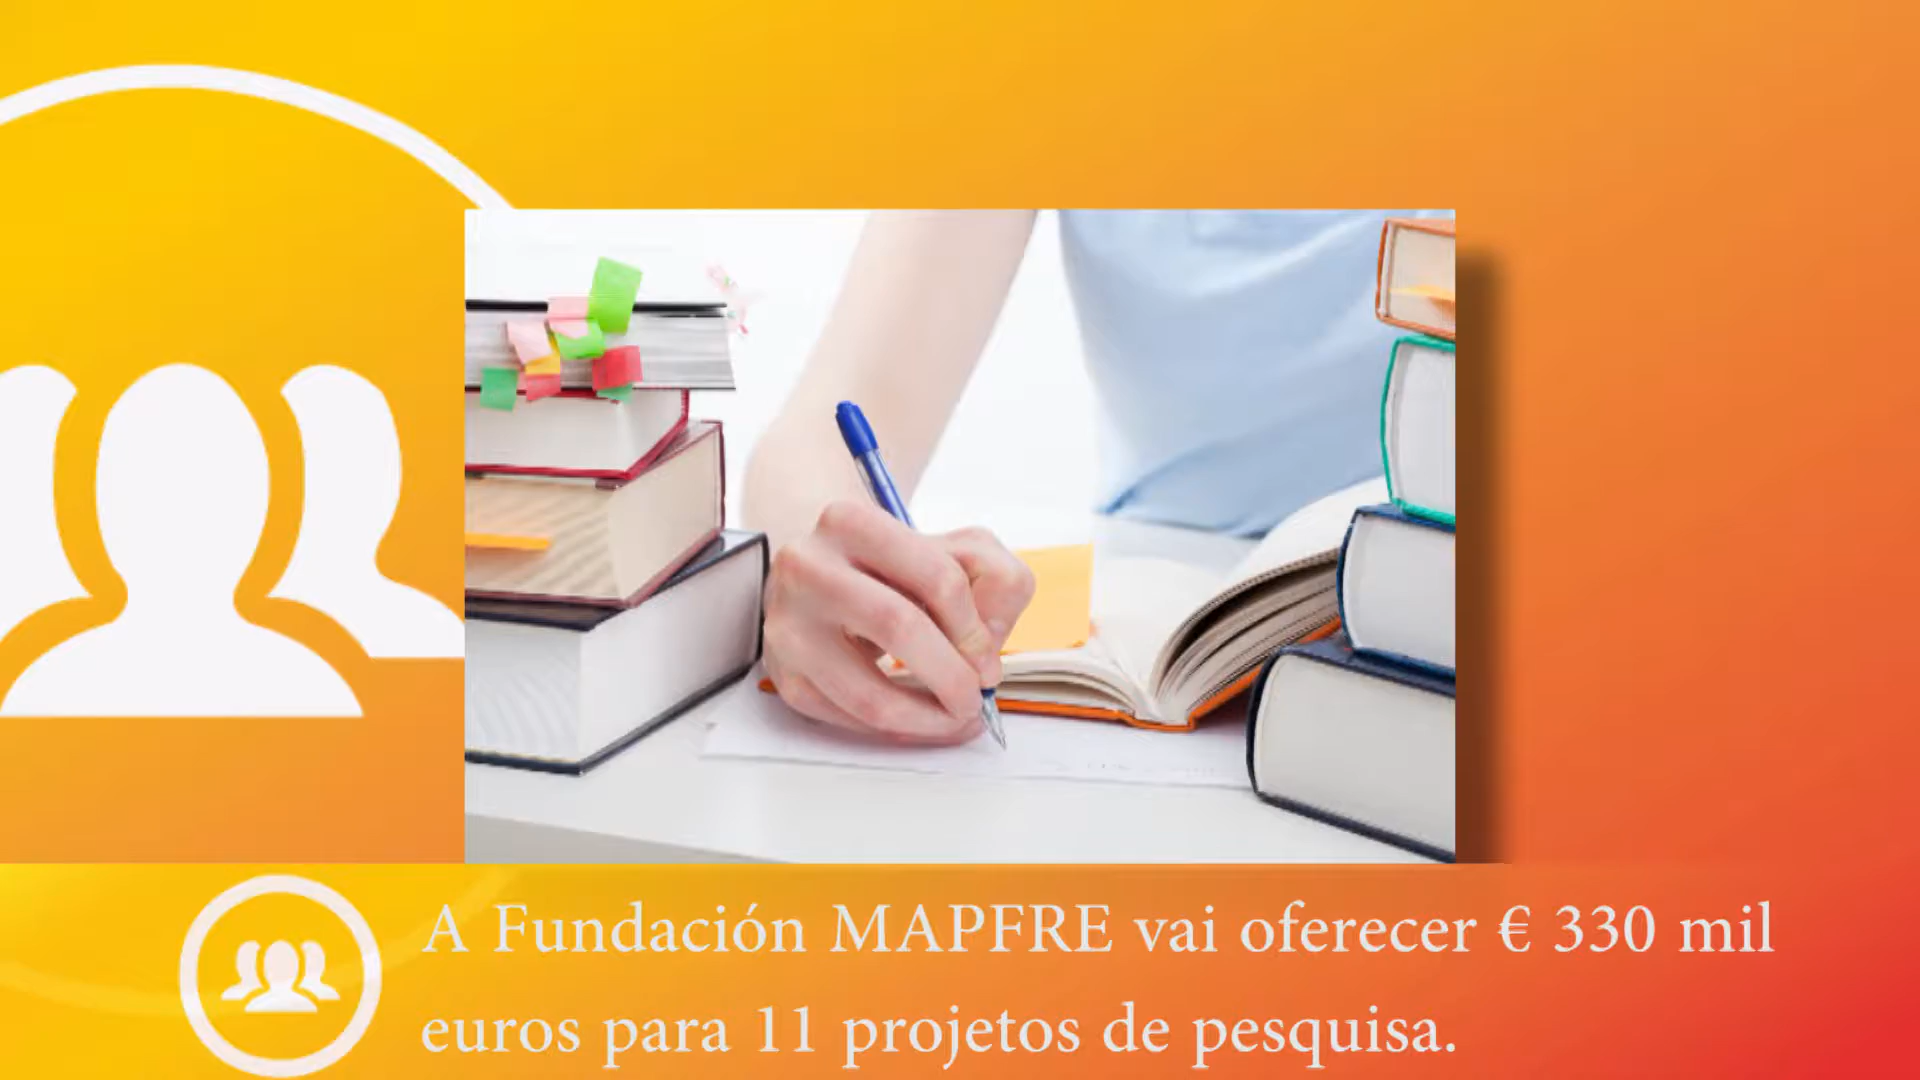 A Fundación MAPFRE vai oferecer € 330 mil
euros para 11 projetos de pesquisa.